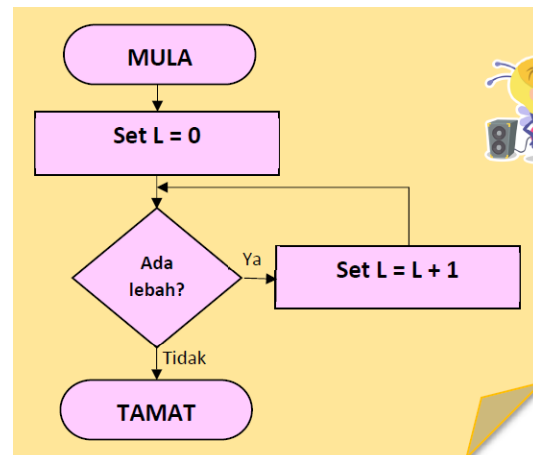 MULA
Set L = 0
Ada
lebah?
Ya
Set L = L + 1
Tidak
TAMAT